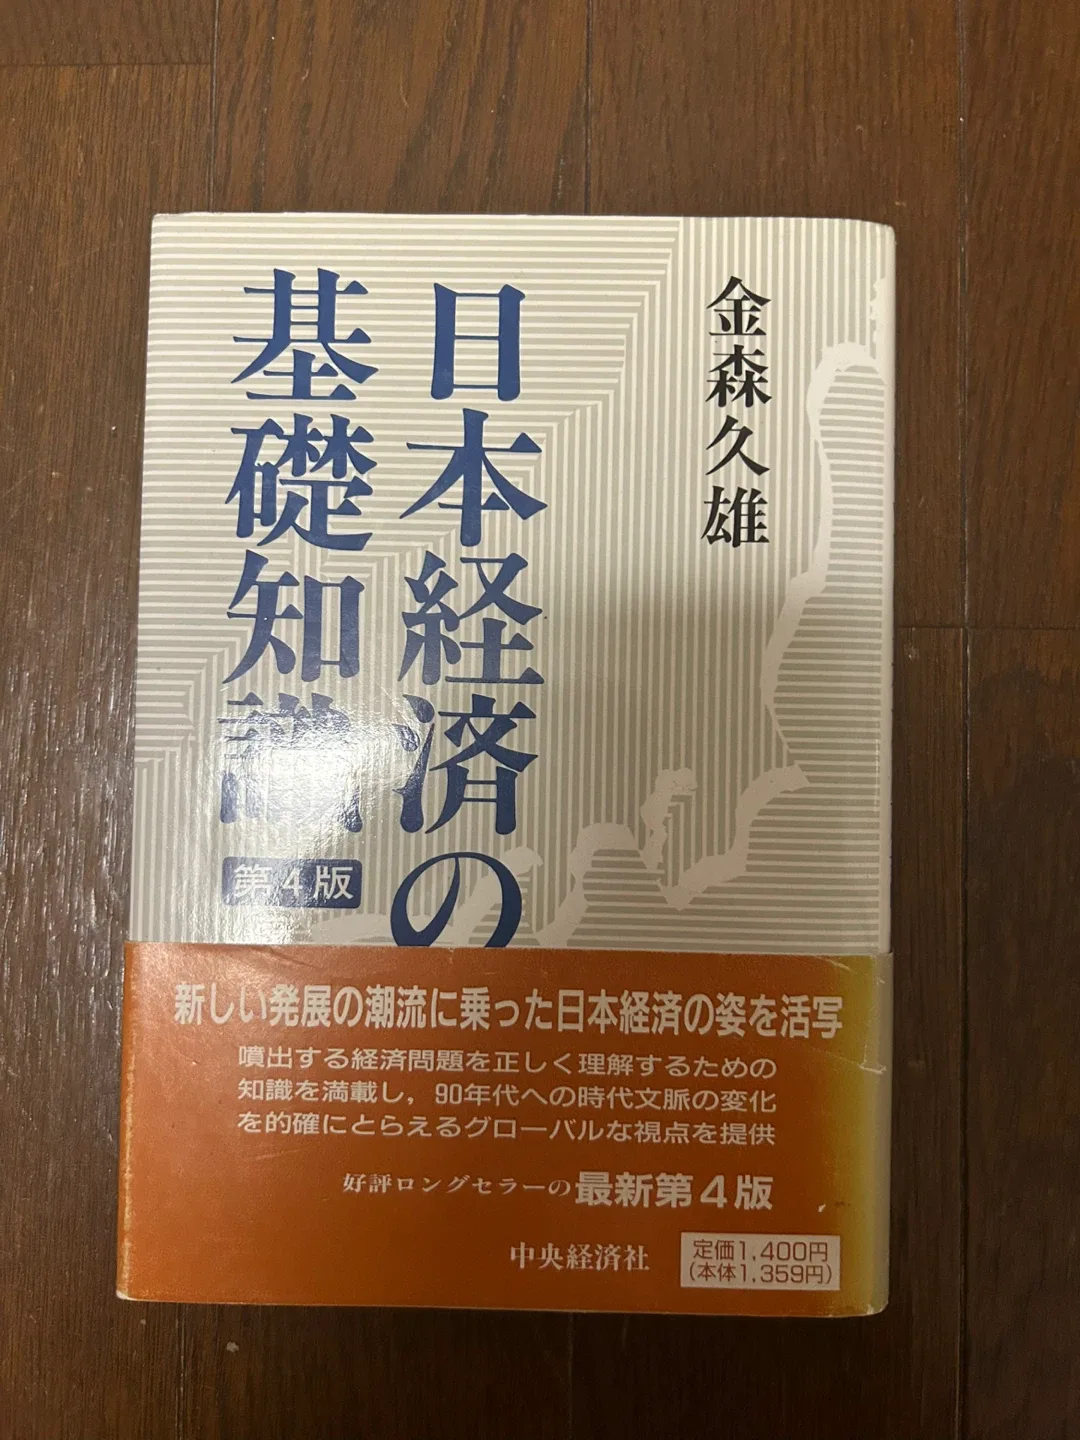 金森久雄
日本経済の
基礎知識
第4版
新しい発展の潮流に乗った日本経済の姿を活写
噴出する経済問題を正しく理解するための
知識を満載し，90年代への時代文脈の変化
を的確にとらえるグローバルな視点を提供
好評ロングセラーの最新第4版
中央経済社
定価1,400円
(本体1,359円)